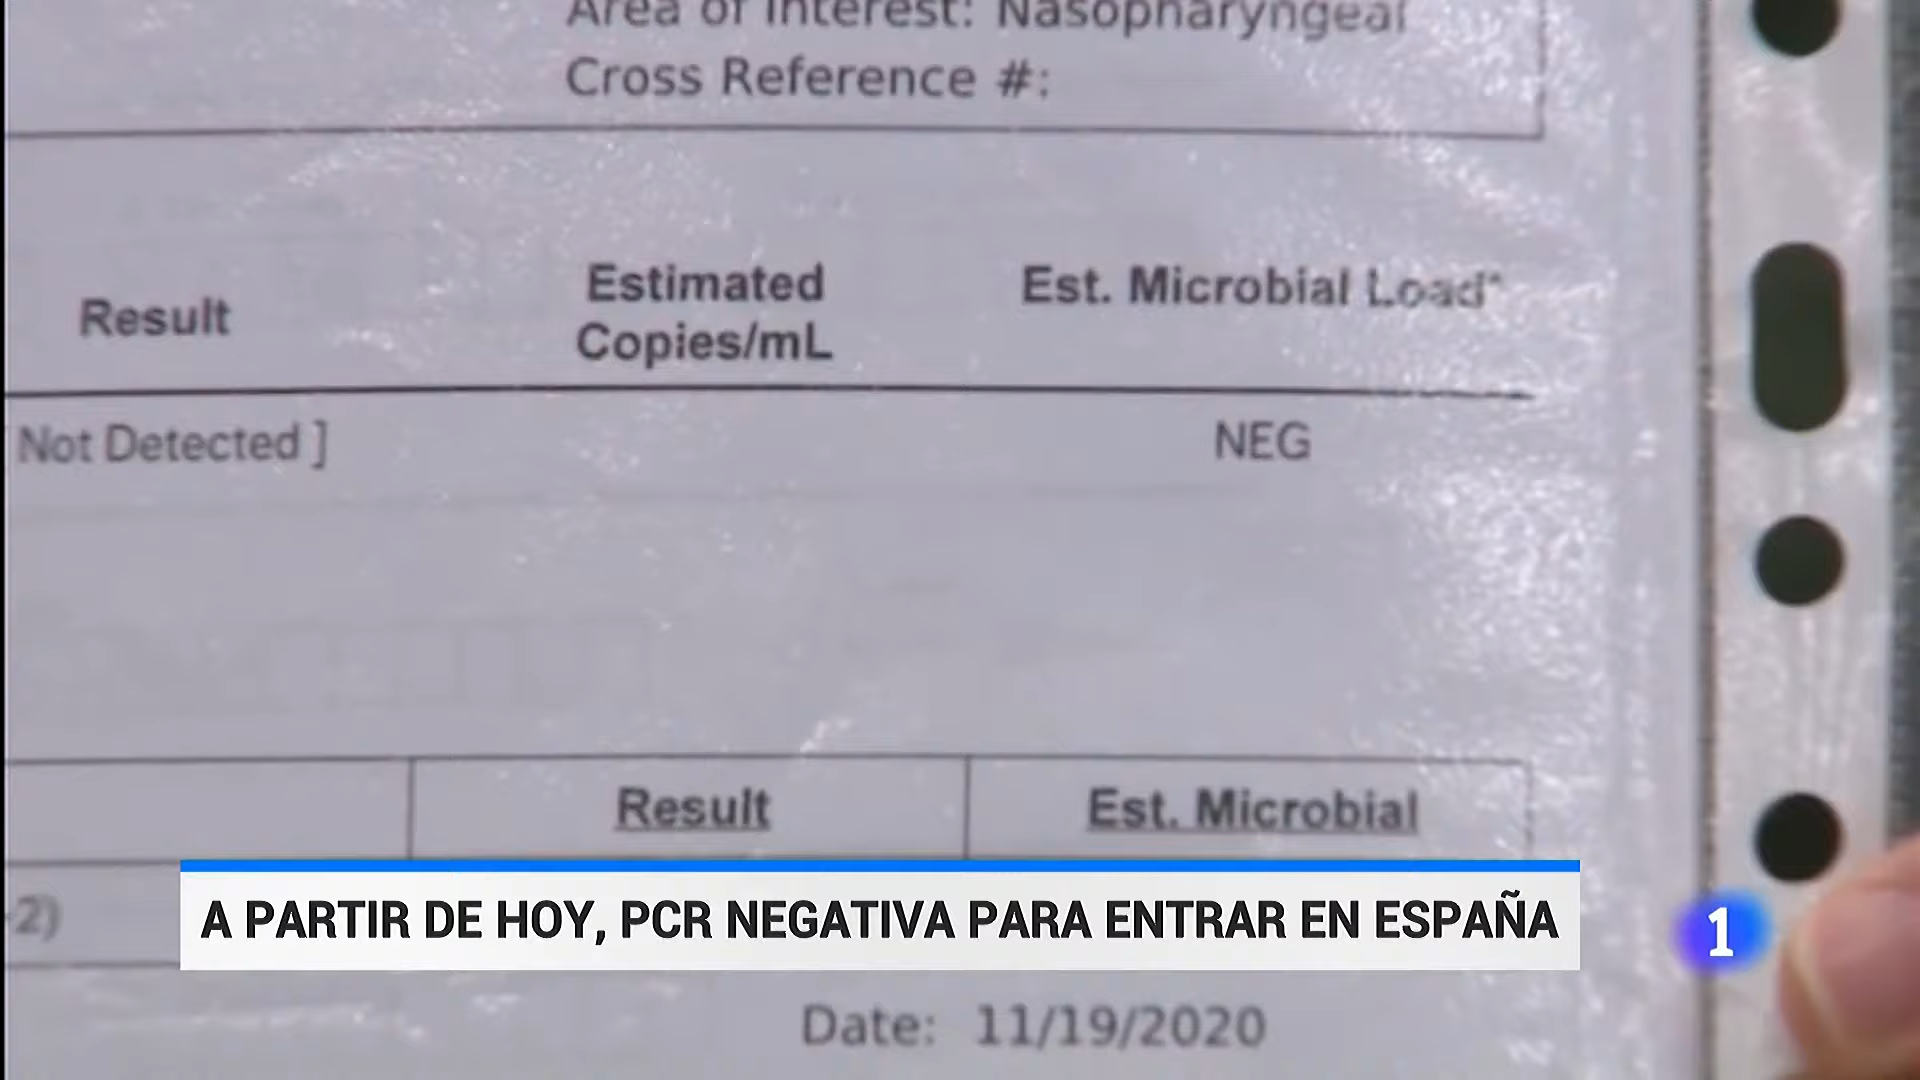 Area of Interest: Nasopharyngeal
Cross Reference #:
Result
Estimated
Copies/mL
Est. Microbial Load*
Not Detected ]
NEG
Result
Est. Microbial
-2)
A PARTIR DE HOY, PCR NEGATIVA PARA ENTRAR EN ESPAÑA
1
Date: 11/19/2020